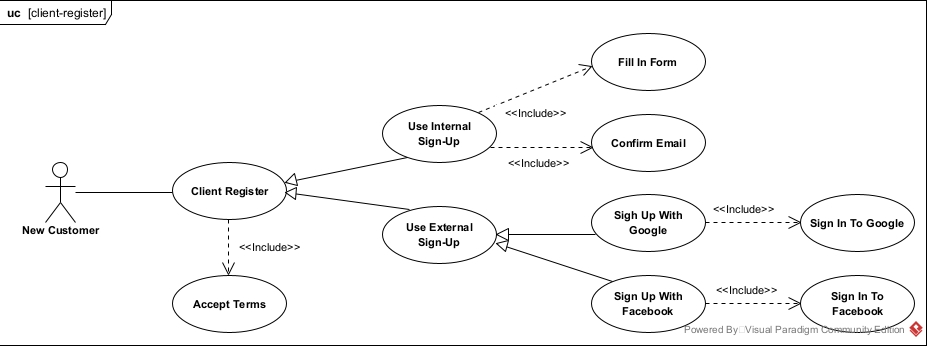 uc [client-register]
Fill In Form
<<Include>>
Use Internal
Sign-Up
Confirm Email
<<Include>>
Client Register
New Customer
Use External
Sign-Up
Sigh Up With
Google
<<Include>>
Sign In To Google
<<Include>>
Accept Terms
Sign Up With
Facebook
<<Include>>
Sign In To
Facebook
Powered By Visual Paradigm Community Edition